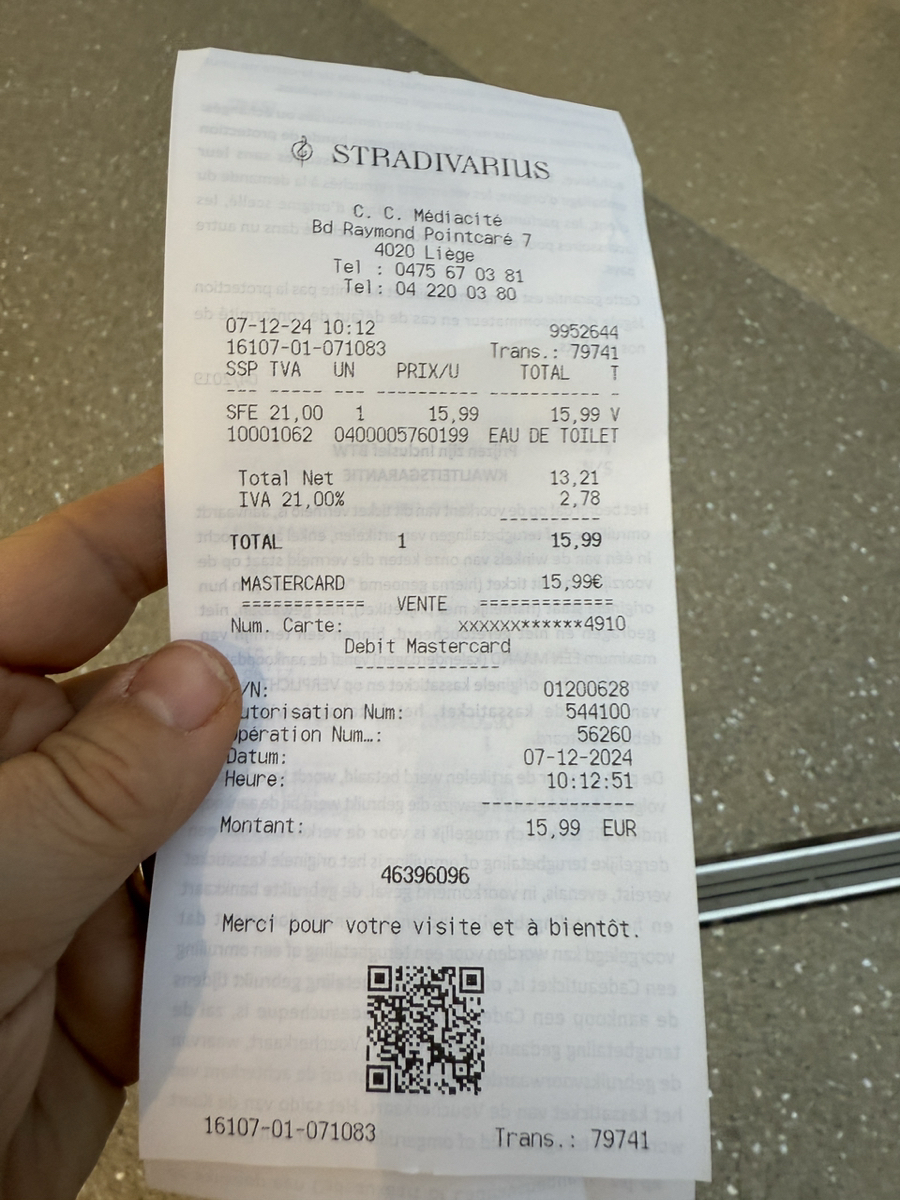 STRADIVARIUS
C. C. Médiacité
Bd Raymond Pointcaré 7
4020 Liège
Tel : 0475 67 03 81
Tel: 04 220 03 80
07-12-24 10:12 9952644
16107-01-071083 Trans.: 79741
SSP TVA UN PRIX/U TOTAL T
--- ----- --- ---------- ---------- -
SFE 21,00 1 15,99 15,99 V
10001062 0400005760199 EAU DE TOILET
Total Net 13,21
IVA 21,00% 2,78
----------
TOTAL 1 15,99
MASTERCARD 15,99€
============ VENTE ============
Num. Carte: xxxxxx******4910
Debit Mastercard
-------------
/N: 01200628
utorisation Num: 544100
pération Num…: 56260
Datum: 07-12-2024
Heure: 10:12:51
---------------
Montant: 15,99 EUR
46396096
Merci pour votre visite et à bientôt.
16107-01-071083 Trans.: 79741